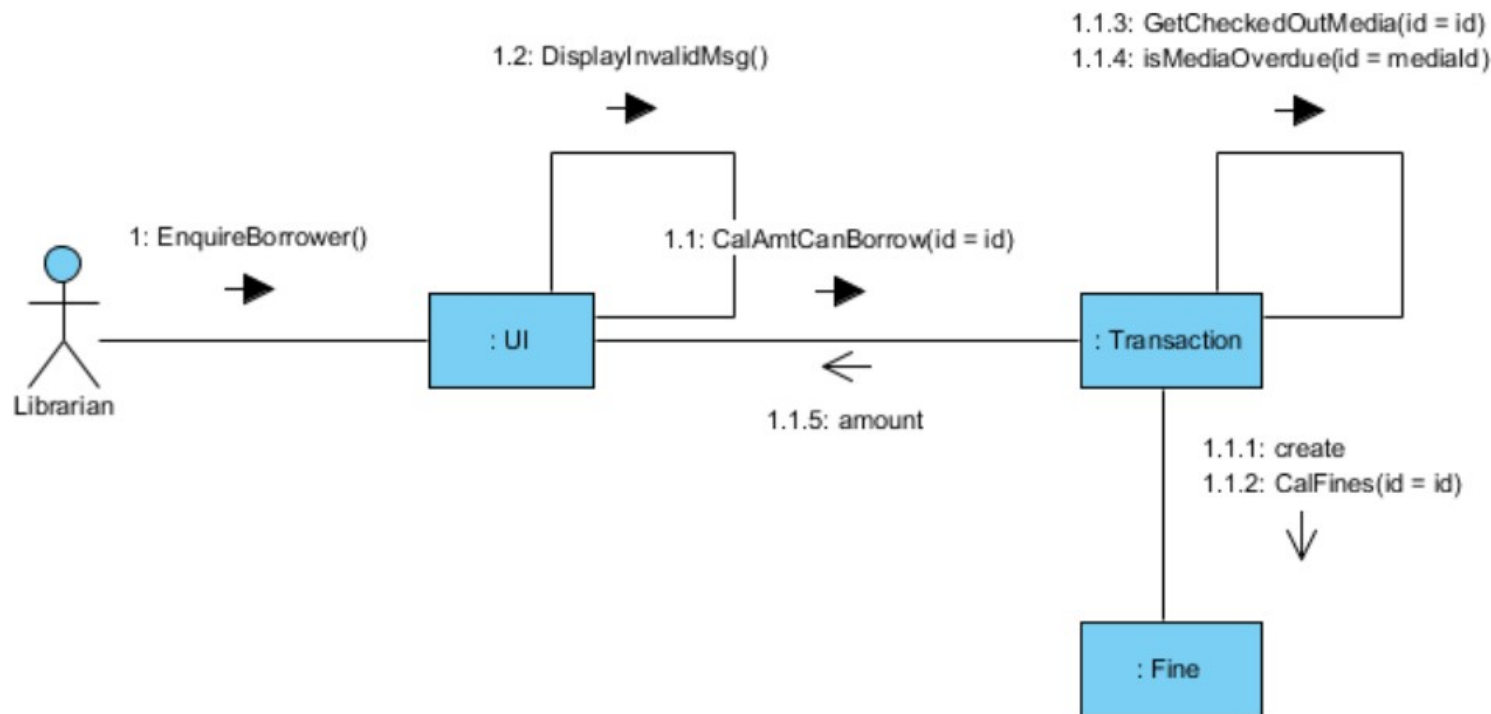 1.1.3: GetCheckedOutMedia(id = id)
1.2: DisplayInvalidMsg()
1.1.4: isMediaOverdue(id = mediaId)
1: EnquireBorrower()
1.1: CalAmtCanBorrow(id = id)
: UI
: Transaction
Librarian
1.1.5: amount
1.1.1: create
1.1.2: CalFines(id = id)
: Fine